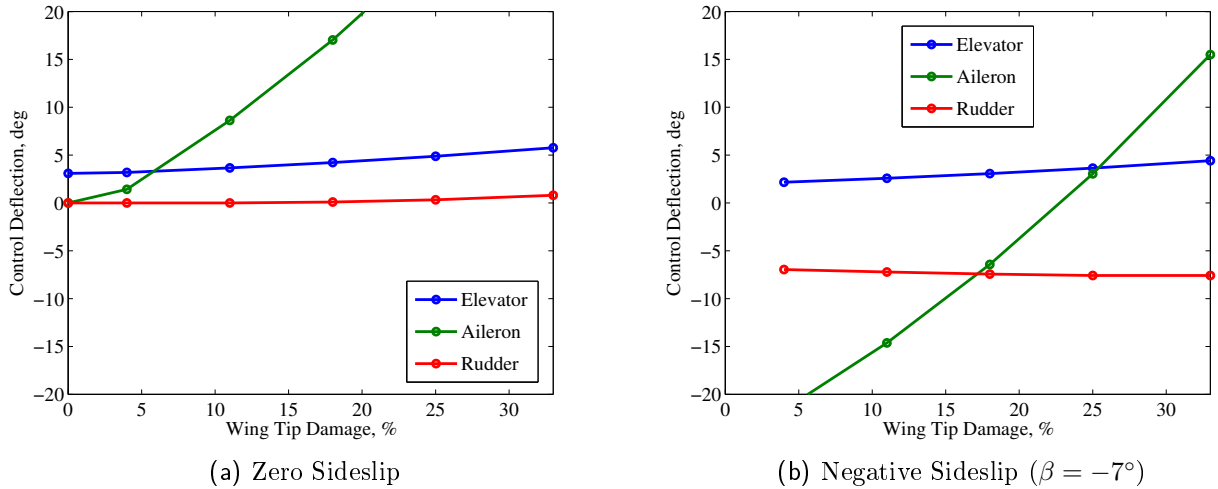 20
15
10
5
0
−5
−10
−15
−20
Control Deflection, deg
0 5 10 15 20 25 30
Wing Tip Damage, %
Elevator
Aileron
Rudder
(a) Zero Sideslip
20
15
10
5
0
−5
−10
−15
−20
Control Deflection, deg
0 5 10 15 20 25 30
Wing Tip Damage, %
Elevator
Aileron
Rudder
(b) Negative Sideslip (β = −7°)